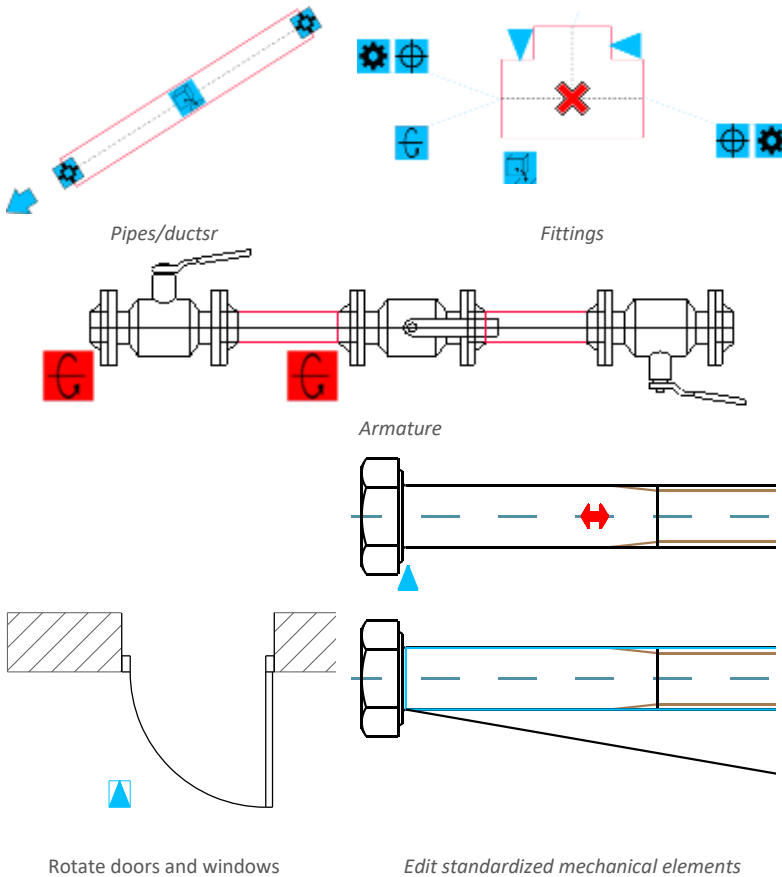 Pipes/ductsr
Fittings
Armature
Rotate doors and windows
Edit standardized mechanical elements